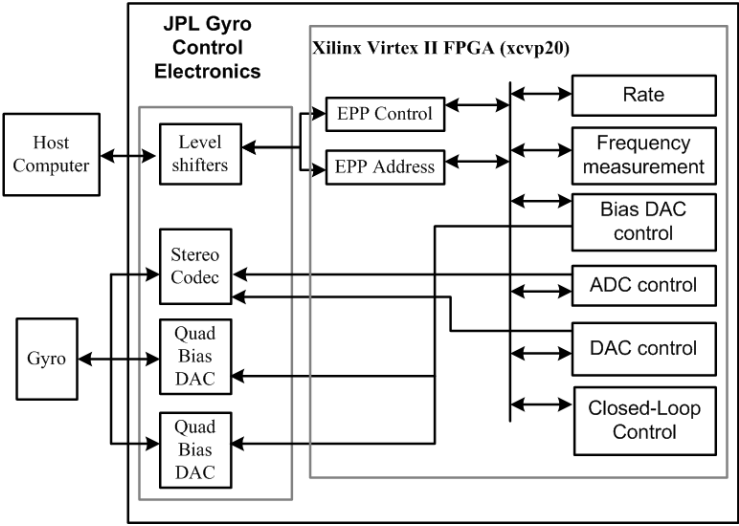 JPL Gyro
Control
Electronics
Xilinx Virtex II FPGA (xcvp20)
Host
Computer
Level
shifters
EPP Control
EPP Address
Rate
Frequency
measurement
Bias DAC
control
Stereo
Codec
ADC control
Gyro
Quad
Bias
DAC
DAC control
Quad
Bias
DAC
Closed-Loop
Control